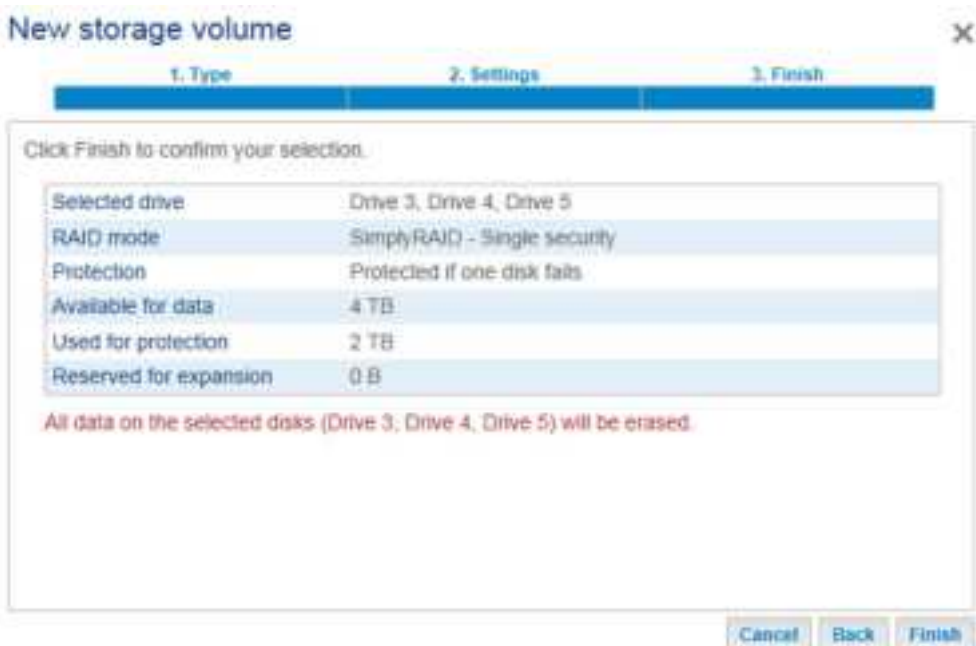 New storage volume
1. Type 2. Settings 3. Finish
Click Finish to confirm your selection.
Selected drive Drive 3, Drive 4, Drive 5
RAID mode SimplyRAID - Single security
Protection Protected if one disk fails
Available for data 4 TB
Used for protection 2 TB
Reserved for expansion 0 B
All data on the selected disks (Drive 3, Drive 4, Drive 5) will be erased.
Cancel Back Finish